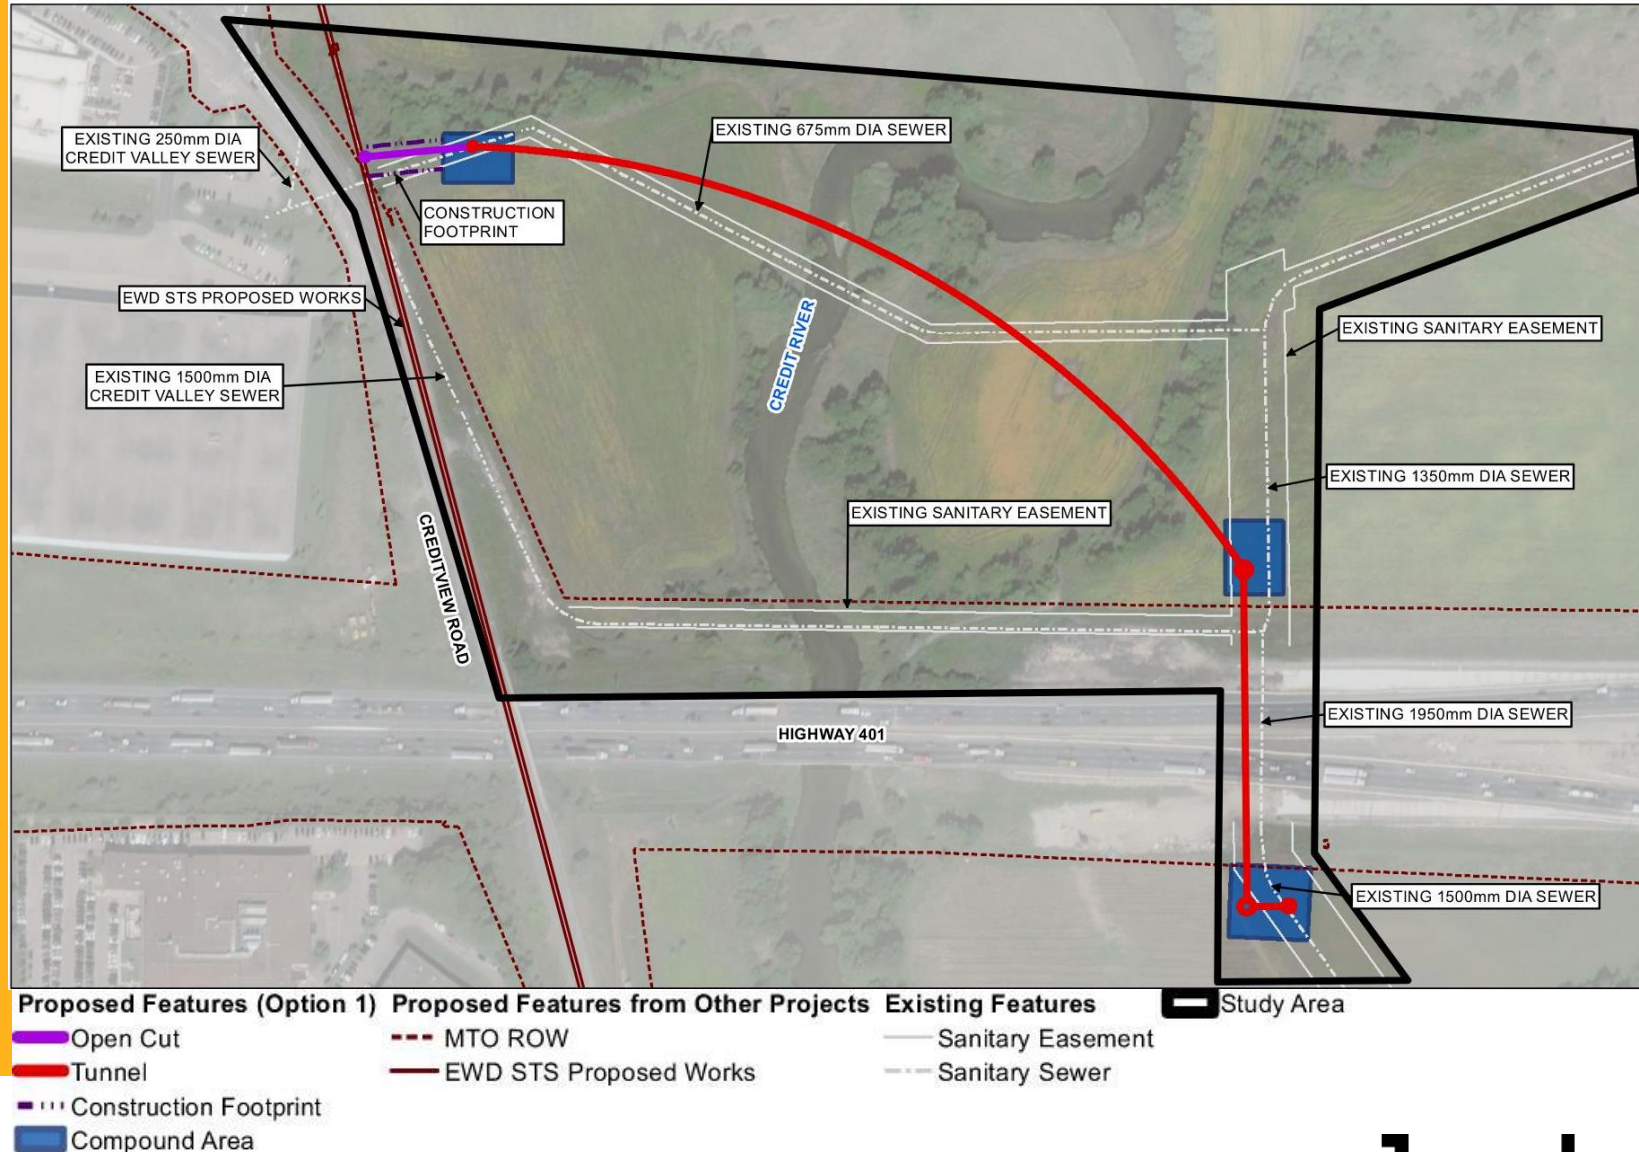 EXISTING 250mm DIA
CREDIT VALLEY SEWER
EXISTING 675mm DIA SEWER
CONSTRUCTION
FOOTPRINT
EWD STS PROPOSED WORKS
CREDIT RIVER
EXISTING SANITARY EASEMENT
EXISTING 1500mm DIA
CREDIT VALLEY SEWER
EXISTING 1350mm DIA SEWER
EXISTING SANITARY EASEMENT
CREDITVIEW ROAD
EXISTING 1950mm DIA SEWER
HIGHWAY 401
EXISTING 1500mm DIA SEWER
Proposed Features (Option 1)
Open Cut
Tunnel
Construction Footprint
Compound Area
Proposed Features from Other Projects
MTO ROW
EWD STS Proposed Works
Existing Features
Sanitary Easement
Sanitary Sewer
Study Area